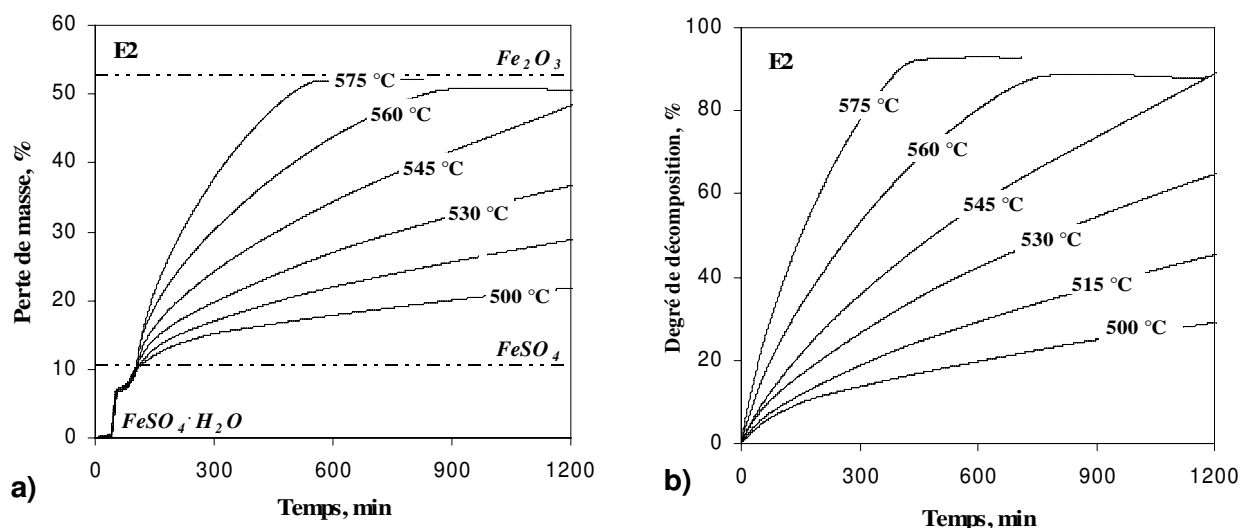 60
50
40
30
20
10
0
Perte de masse, %
E2
Fe2O3
575 °C
560 °C
545 °C
530 °C
500 °C
FeSO4
FeSO4·H2O
0 300 600 900 1200
Temps, min
a)
100
80
60
40
20
0
Degré de décomposition, %
E2
575 °C
560 °C
545 °C
530 °C
515 °C
500 °C
0 300 600 900 1200
Temps, min
b)